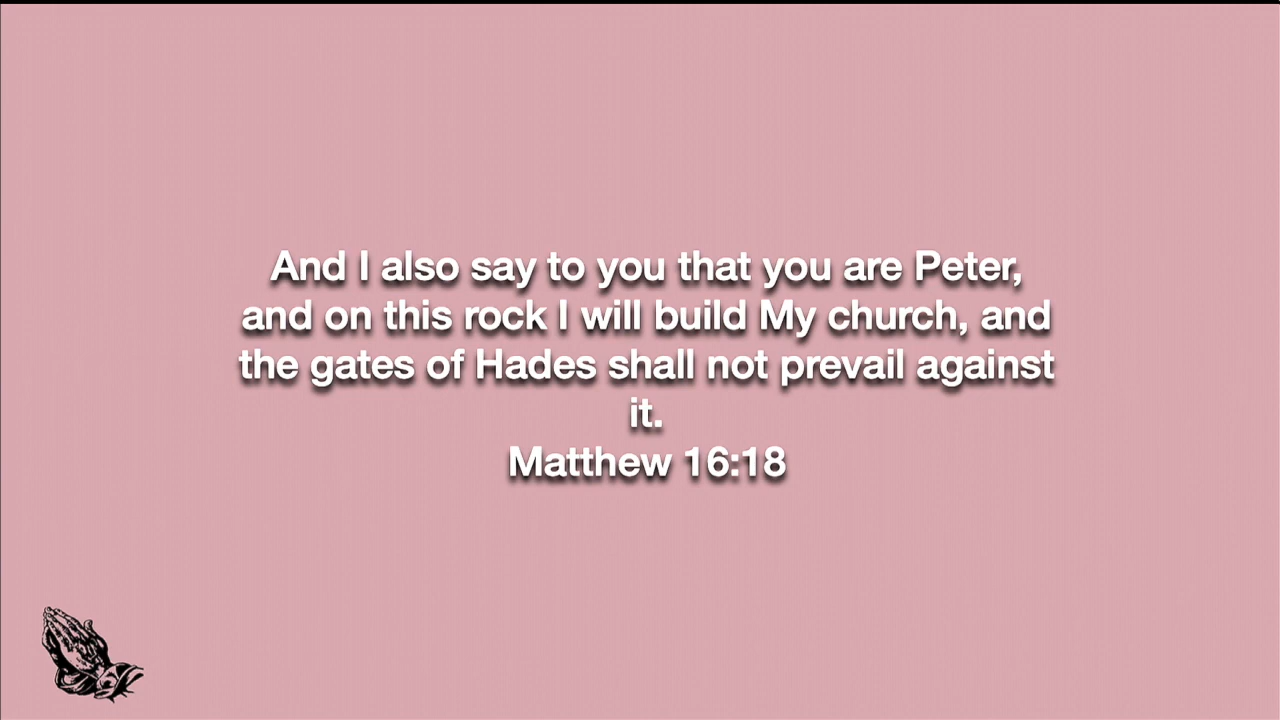 And I also say to you that you are Peter,
and on this rock I will build My church, and
the gates of Hades shall not prevail against
it.
Matthew 16:18